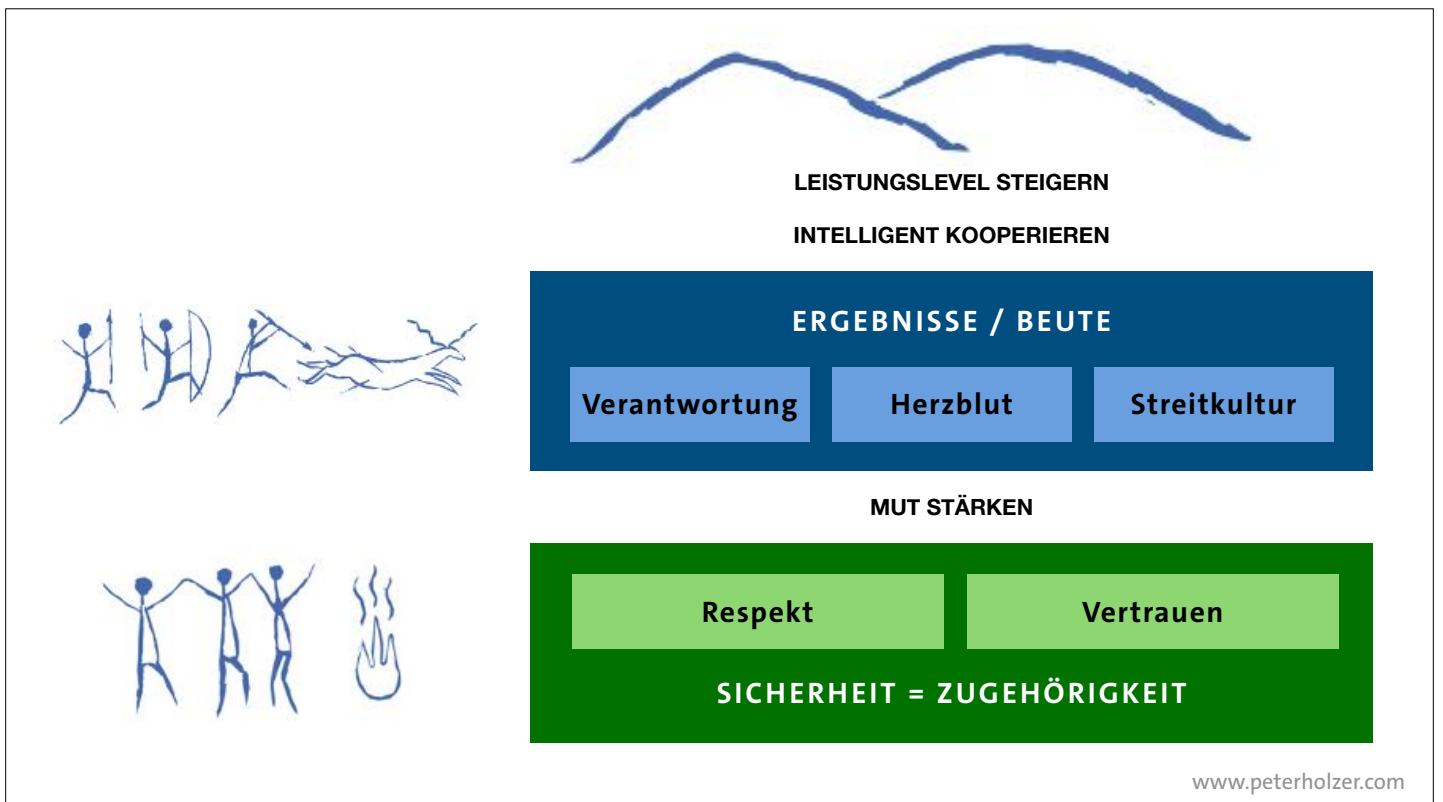 LEISTUNGSLEVEL STEIGERN
INTELLIGENT KOOPERIEREN
ERGEBNISSE / BEUTE
Verantwortung
Herzblut
Streitkultur
MUT STÄRKEN
Respekt
Vertrauen
SICHERHEIT = ZUGEHÖRIGKEIT
www.peterholzer.com